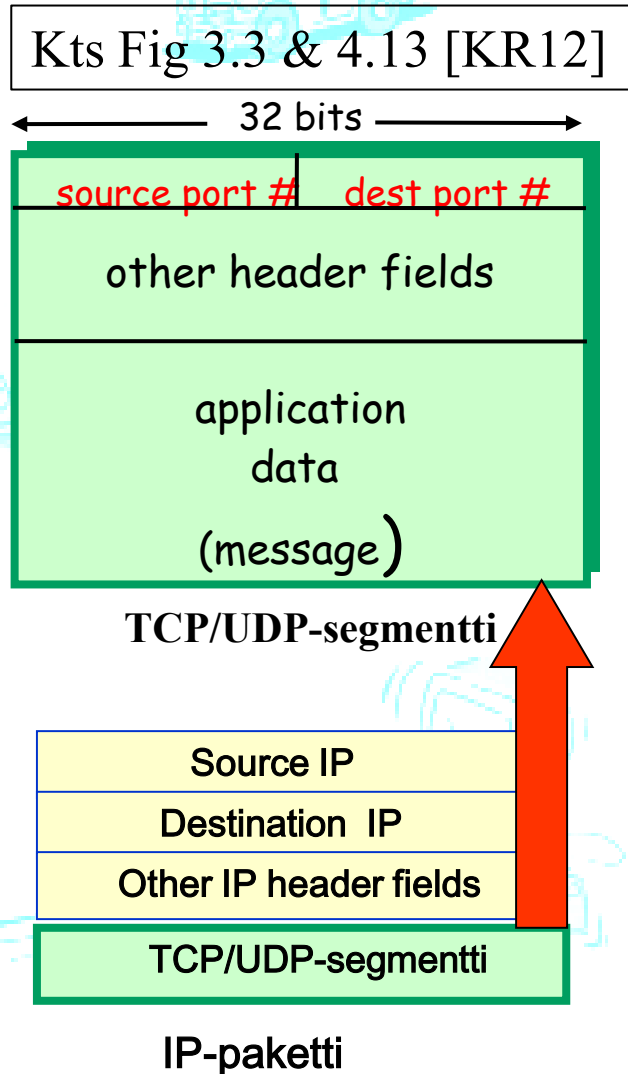 Kts Fig 3.3 & 4.13 [KR12]
32 bits
source port # dest port #
other header fields
application
data
(message)
TCP/UDP-segmentti
Source IP
Destination IP
Other IP header fields
TCP/UDP-segmentti
IP-paketti